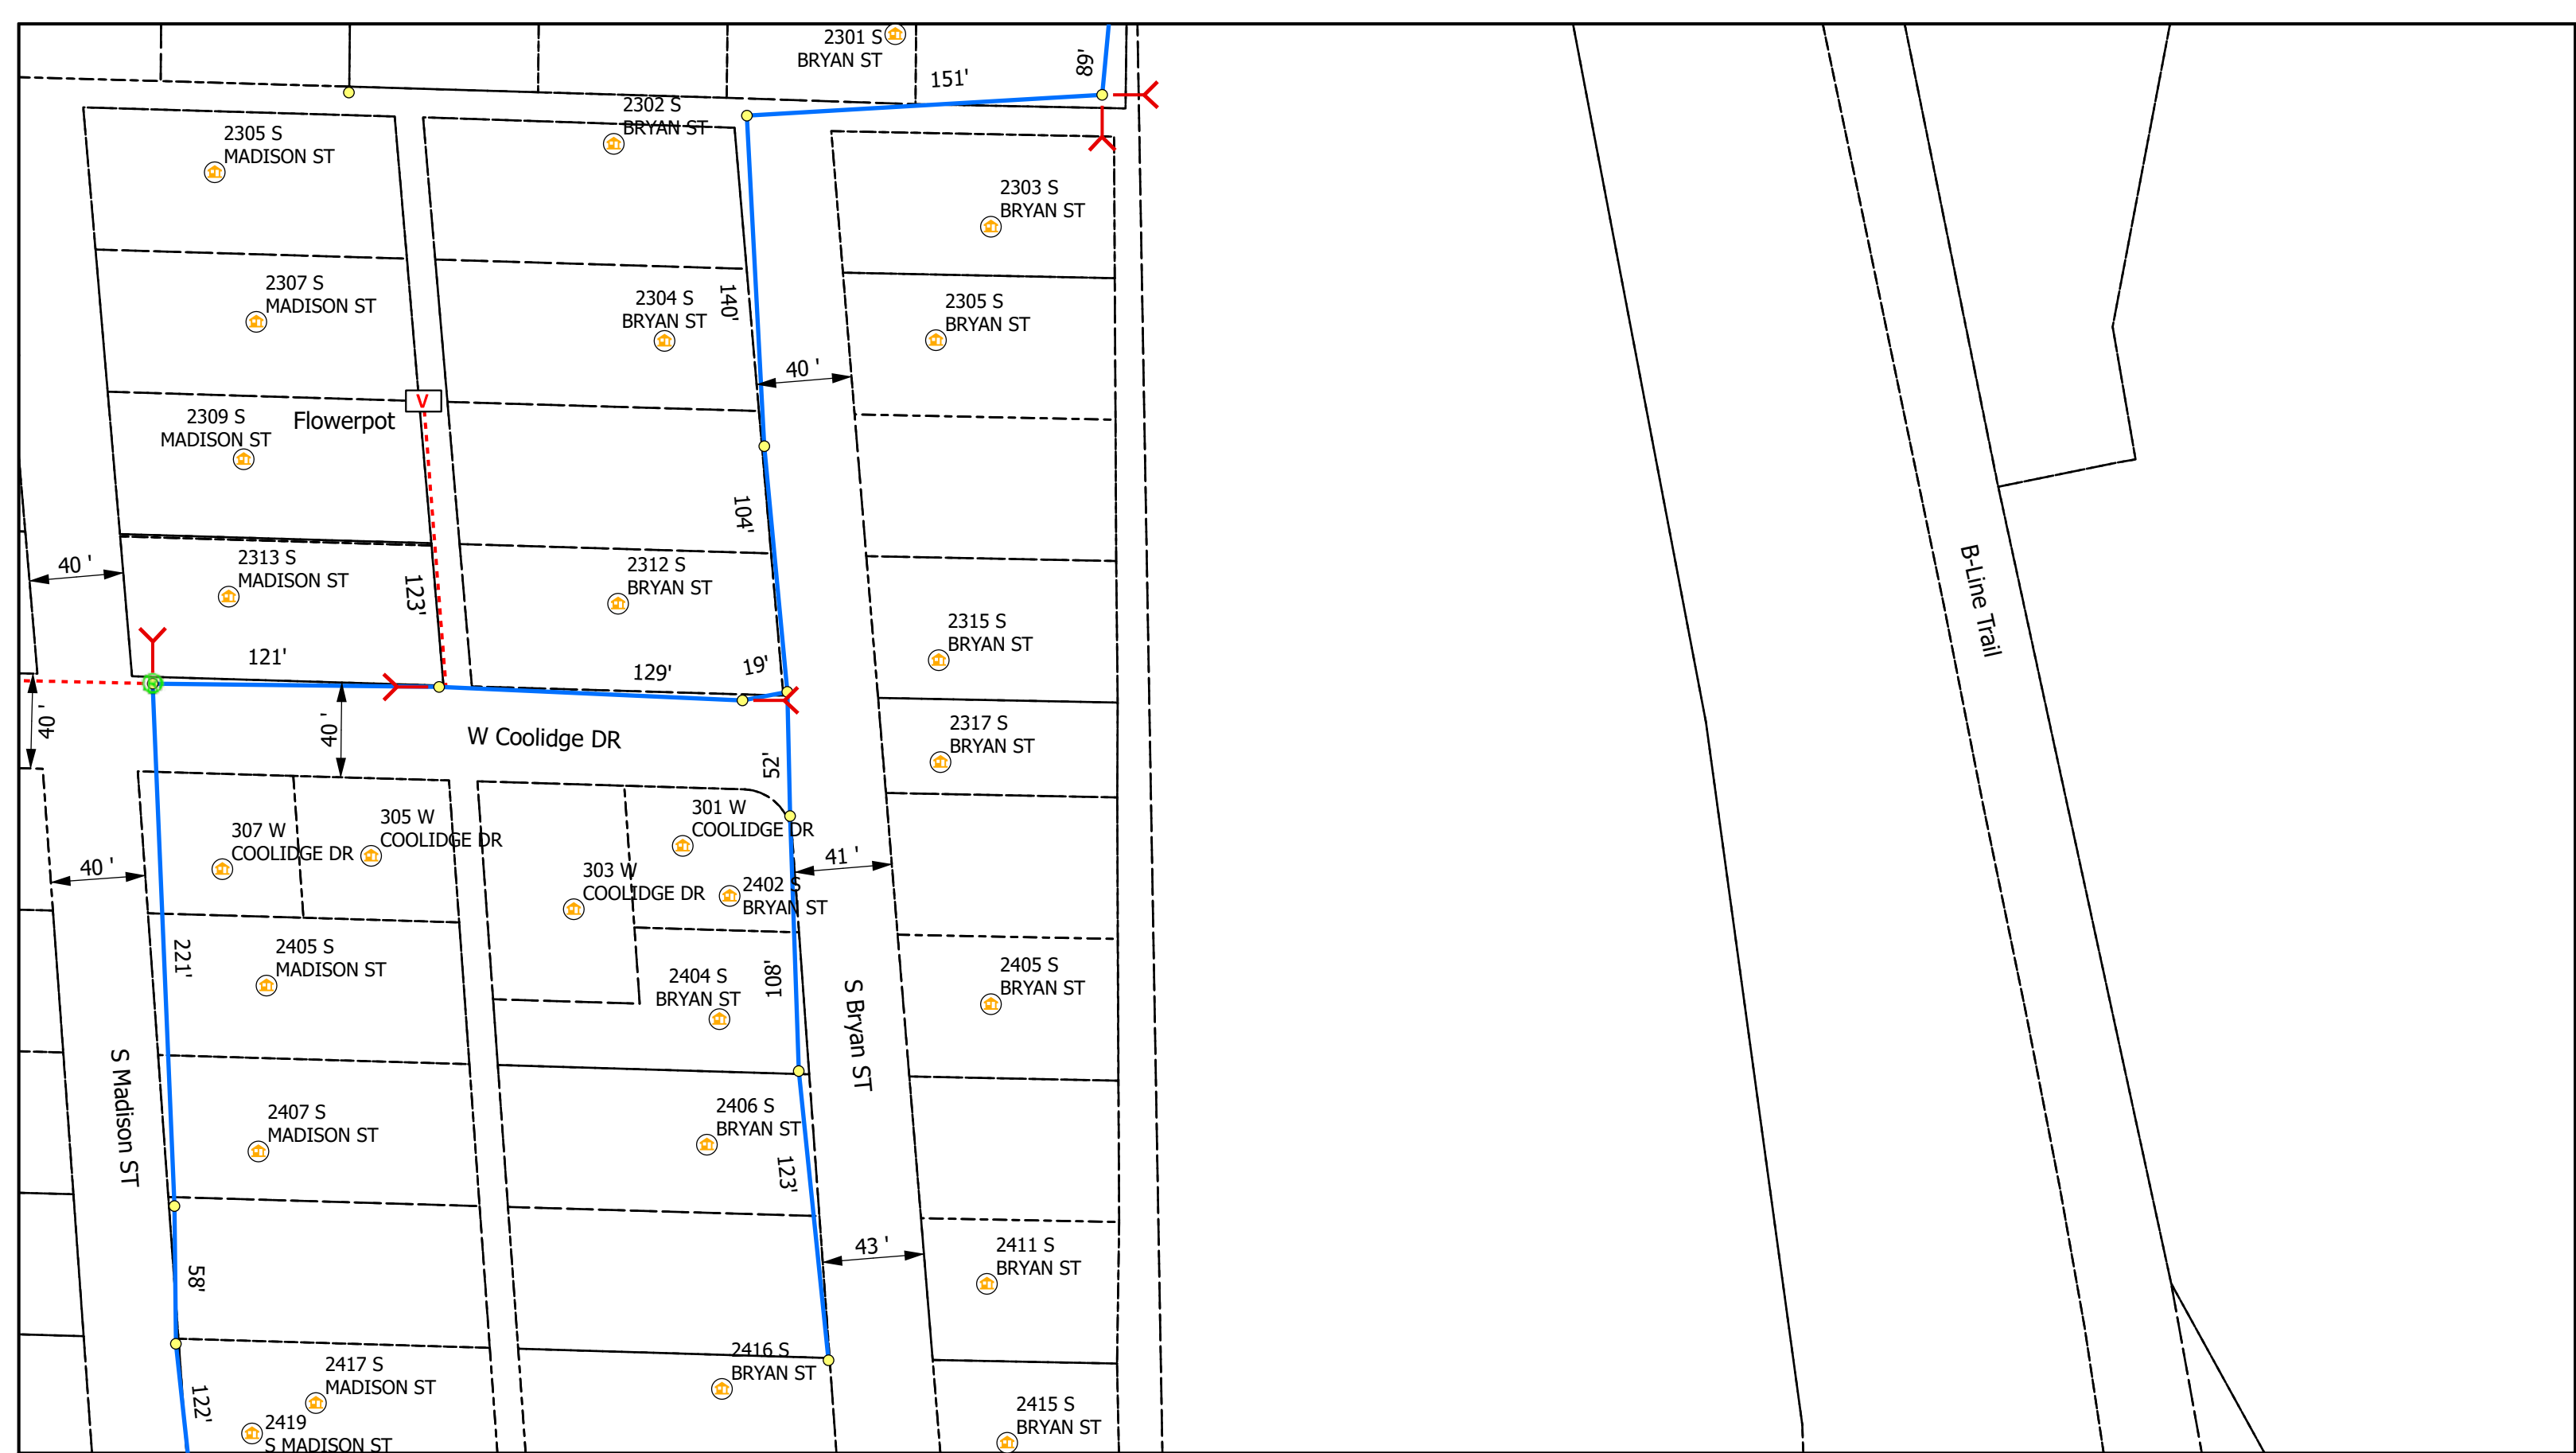 2301 S
BRYAN ST
151'
89'
2302 S
BRYAN ST
2305 S
MADISON ST
2303 S
BRYAN ST
2307 S
MADISON ST
2304 S
BRYAN ST
140'
2305 S
BRYAN ST
40 '
V
2309 S
MADISON ST
Flowerpot
104'
40 '
2313 S
MADISON ST
123'
2312 S
BRYAN ST
B-Line Trail
2315 S
BRYAN ST
121'
129'
19'
40 '
40 '
W Coolidge DR
52'
2317 S
BRYAN ST
307 W
COOLIDGE DR
305 W
COOLIDGE DR
301 W
COOLIDGE DR
40 '
303 W
COOLIDGE DR
2402 S
BRYAN ST
41 '
221'
2405 S
MADISON ST
2404 S
BRYAN ST
108'
S Bryan ST
2405 S
BRYAN ST
S Madison ST
2407 S
MADISON ST
2406 S
BRYAN ST
123'
43 '
2411 S
BRYAN ST
58'
2417 S
MADISON ST
2416 S
BRYAN ST
122'
2419
S MADISON ST
2415 S
BRYAN ST